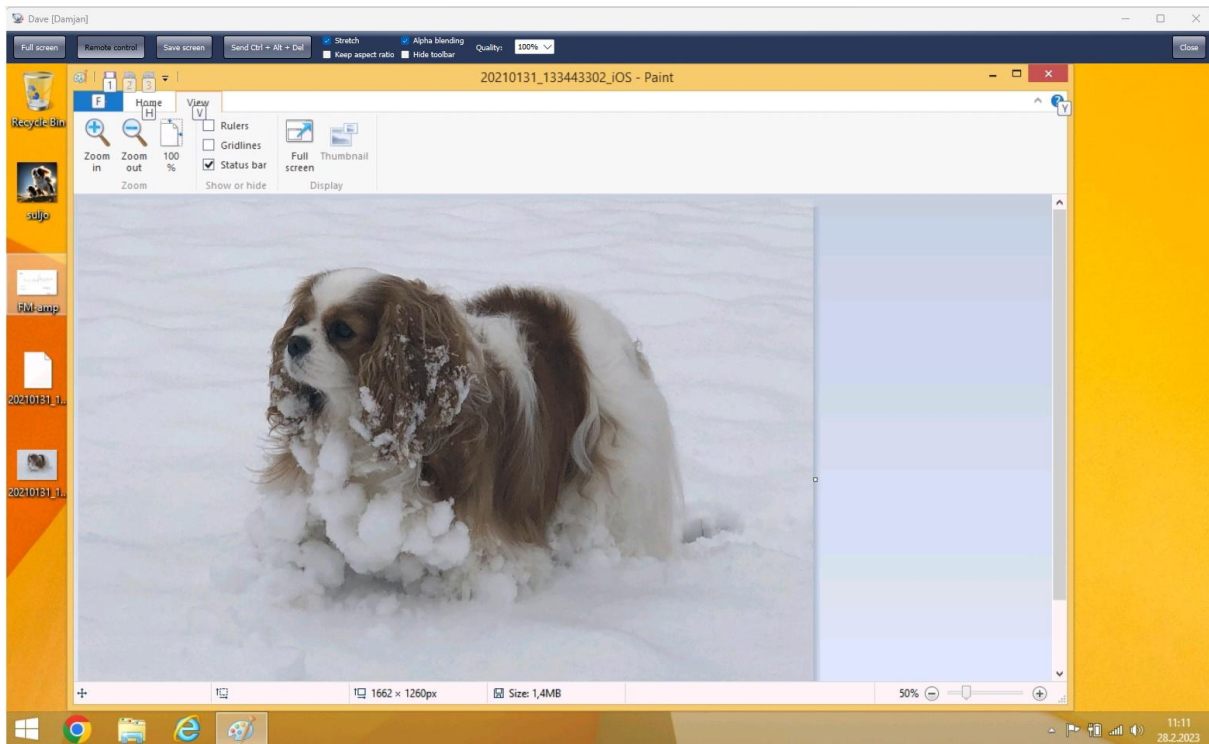 Dave [Damjan]
Full screen
Remote control
Save screen
Send Ctrl + Alt + Del
Stretch
Keep aspect ratio
Alpha blending
Hide toolbar
Quality:
100%
Close
Recycle Bin
suljo
FM-amp
20210131_1...
20210131_1...
1
2
3
20210131_133443302_iOS - Paint
F
Home
H
View
V
Y
Zoom in
Zoom out
100 %
Zoom
Rulers
Gridlines
Status bar
Show or hide
Full screen
Thumbnail
Display
1662 × 1260px
Size: 1,4MB
50%
11:11
28.2.2023